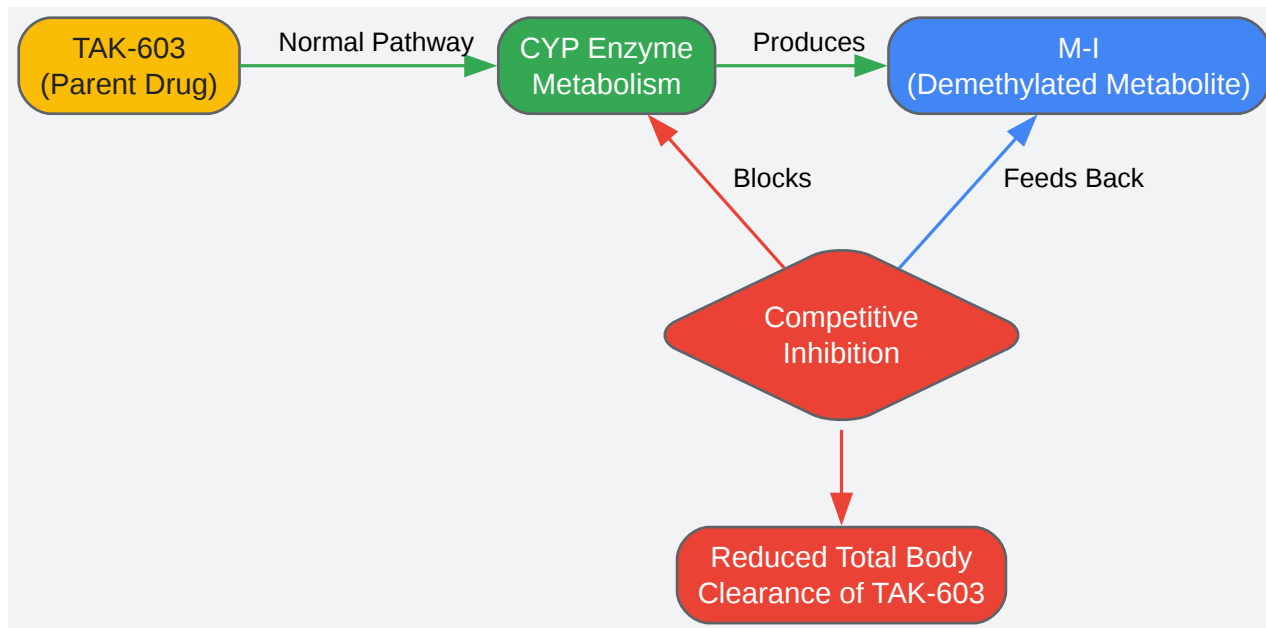 TAK-603
(Parent Drug)
Normal Pathway
CYP Enzyme
Metabolism
Produces
M-I
(Demethylated Metabolite)
Blocks
Feeds Back
Competitive
Inhibition
Reduced Total Body
Clearance of TAK-603